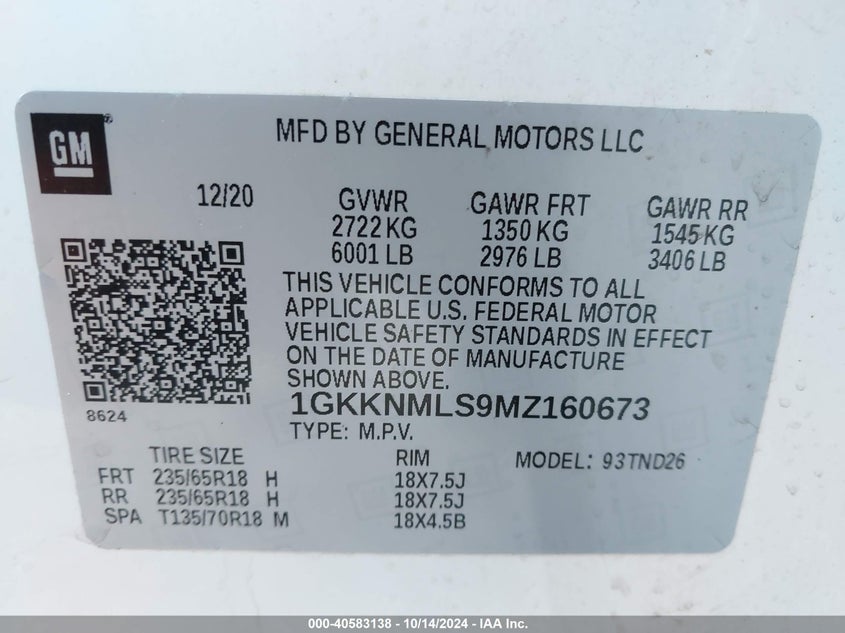 GM ®
MFD BY GENERAL MOTORS LLC
12/20 GVWR GAWR FRT GAWR RR
2722 KG 1350 KG 1545 KG
6001 LB 2976 LB 3406 LB
THIS VEHICLE CONFORMS TO ALL
APPLICABLE U.S. FEDERAL MOTOR
VEHICLE SAFETY STANDARDS IN EFFECT
ON THE DATE OF MANUFACTURE
SHOWN ABOVE.
8624
1GKKNMLS9MZ160673
TYPE: M.P.V.
TIRE SIZE RIM MODEL: 93TND26
FRT 235/65R18 H 18X7.5J
RR 235/65R18 H 18X7.5J
SPA T135/70R18 M 18X4.5B
000-40583138 - 10/14/2024 - IAA Inc.